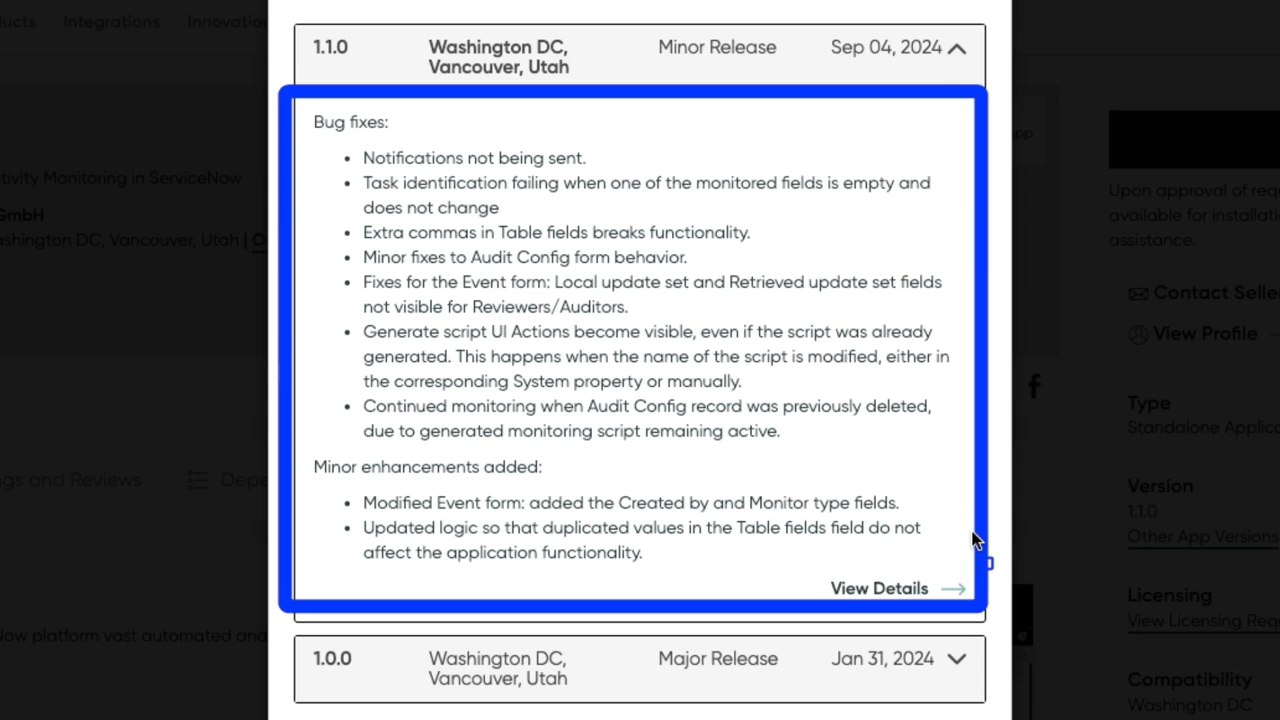 ducts Integrations Innovatio
1.1.0 Washington DC, Vancouver, Utah Minor Release Sep 04, 2024
Bug fixes:
• Notifications not being sent.
• Task identification failing when one of the monitored fields is empty and
does not change
• Extra commas in Table fields breaks functionality.
• Minor fixes to Audit Config form behavior.
• Fixes for the Event form: Local update set and Retrieved update set fields
not visible for Reviewers/Auditors.
• Generate script UI Actions become visible, even if the script was already
generated. This happens when the name of the script is modified, either in
the corresponding System property or manually.
• Continued monitoring when Audit Config record was previously deleted,
due to generated monitoring script remaining active.
Minor enhancements added:
• Modified Event form: added the Created by and Monitor type fields.
• Updated logic so that duplicated values in the Table fields field do not
affect the application functionality.
View Details
1.0.0 Washington DC, Vancouver, Utah Major Release Jan 31, 2024
tivity Monitoring in ServiceNow
GmbH
ashington DC, Vancouver, Utah | O
ngs and Reviews Depe
Now platform vast automated and
pp
Upon approval of req
available for installati
assistance.
Contact Selle
View Profile
Type
Standalone Applic
Version
1.1.0
Other App Versions
Licensing
View Licensing Req
Compatibility
Washington DC